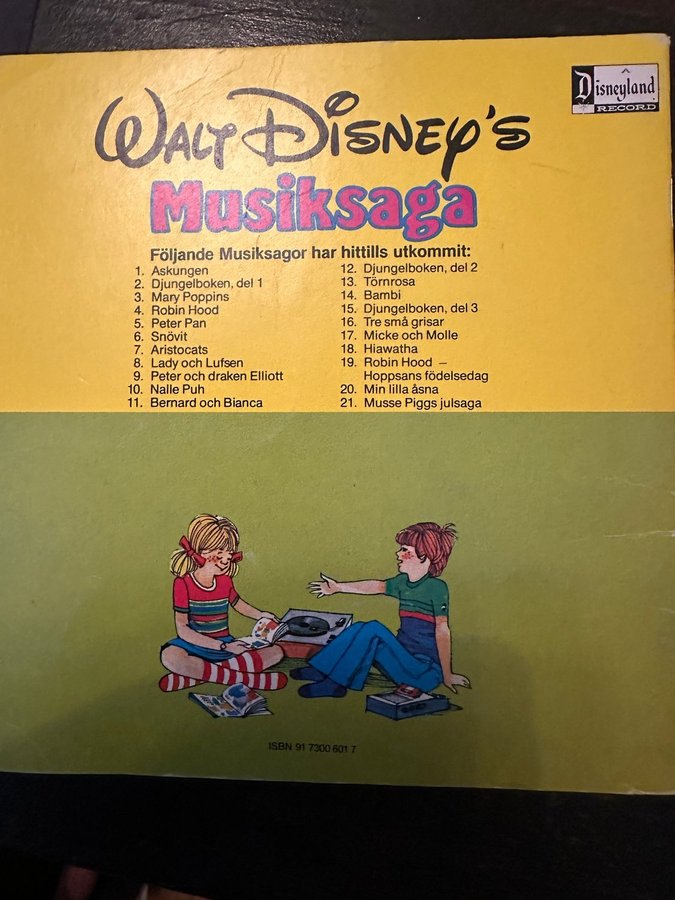 Disneyland
RECORD
WALT DISNEY'S
Musiksaga
Följande Musiksagor har hittills utkommit:
1. Askungen
2. Djungelboken, del 1
3. Mary Poppins
4. Robin Hood
5. Peter Pan
6. Snövit
7. Aristocats
8. Lady och Lufsen
9. Peter och draken Elliott
10. Nalle Puh
11. Bernard och Bianca
12. Djungelboken, del 2
13. Törnrosa
14. Bambi
15. Djungelboken, del 3
16. Tre små grisar
17. Micke och Molle
18. Hiawatha
19. Robin Hood –
Hoppsans födelsedag
20. Min lilla åsna
21. Musse Piggs julsaga
ISBN 91 7300 601 7